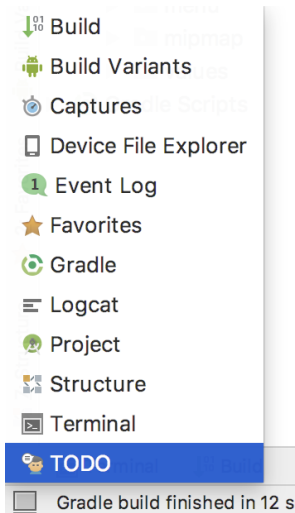 Build
Build Variants
Captures
Device File Explorer
1 Event Log
Favorites
Gradle
Logcat
Project
Structure
Terminal
TODO
Gradle build finished in 12 s